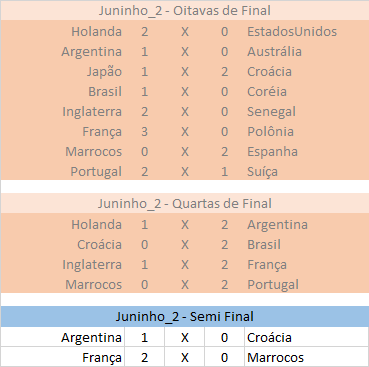 Juninho_2 - Oitavas de Final
Holanda 2 X 0 EstadosUnidos
Argentina 1 X 0 Austrália
Japão 1 X 2 Croácia
Brasil 1 X 0 Coréia
Inglaterra 2 X 0 Senegal
França 3 X 0 Polônia
Marrocos 0 X 2 Espanha
Portugal 2 X 1 Suíça
Juninho_2 - Quartas de Final
Holanda 1 X 2 Argentina
Croácia 0 X 2 Brasil
Inglaterra 1 X 2 França
Marrocos 0 X 2 Portugal
Juninho_2 - Semi Final
Argentina 1 X 0 Croácia
França 2 X 0 Marrocos